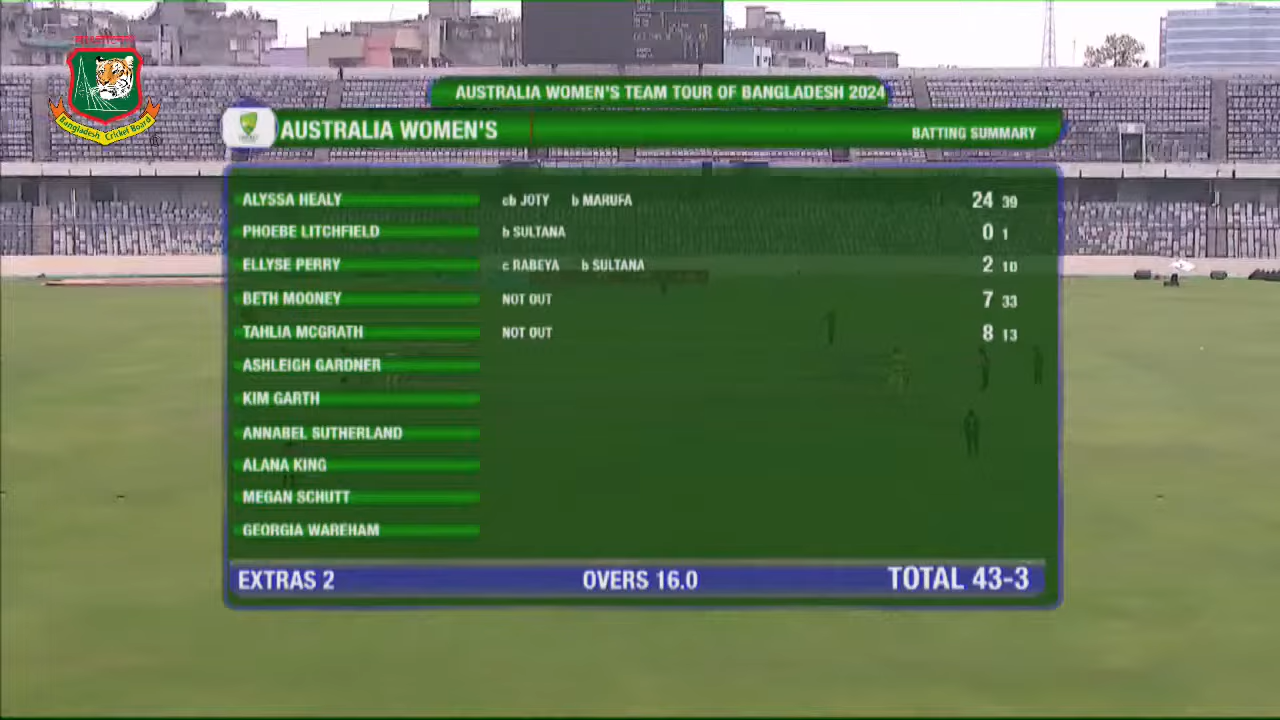 AUSTRALIA WOMEN'S TEAM TOUR OF BANGLADESH 2024
AUSTRALIA WOMEN'S BATTING SUMMARY
ALYSSA HEALY cb JOTY b MARUFA 24 39
PHOEBE LITCHFIELD b SULTANA 0 1
ELLYSE PERRY c RABEYA b SULTANA 2 10
BETH MOONEY NOT OUT 7 33
TAHLIA MCGRATH NOT OUT 8 13
ASHLEIGH GARDNER
KIM GARTH
ANNABEL SUTHERLAND
ALANA KING
MEGAN SCHUTT
GEORGIA WAREHAM
EXTRAS 2 OVERS 16.0 TOTAL 43-3
Bangladesh Cricket Board